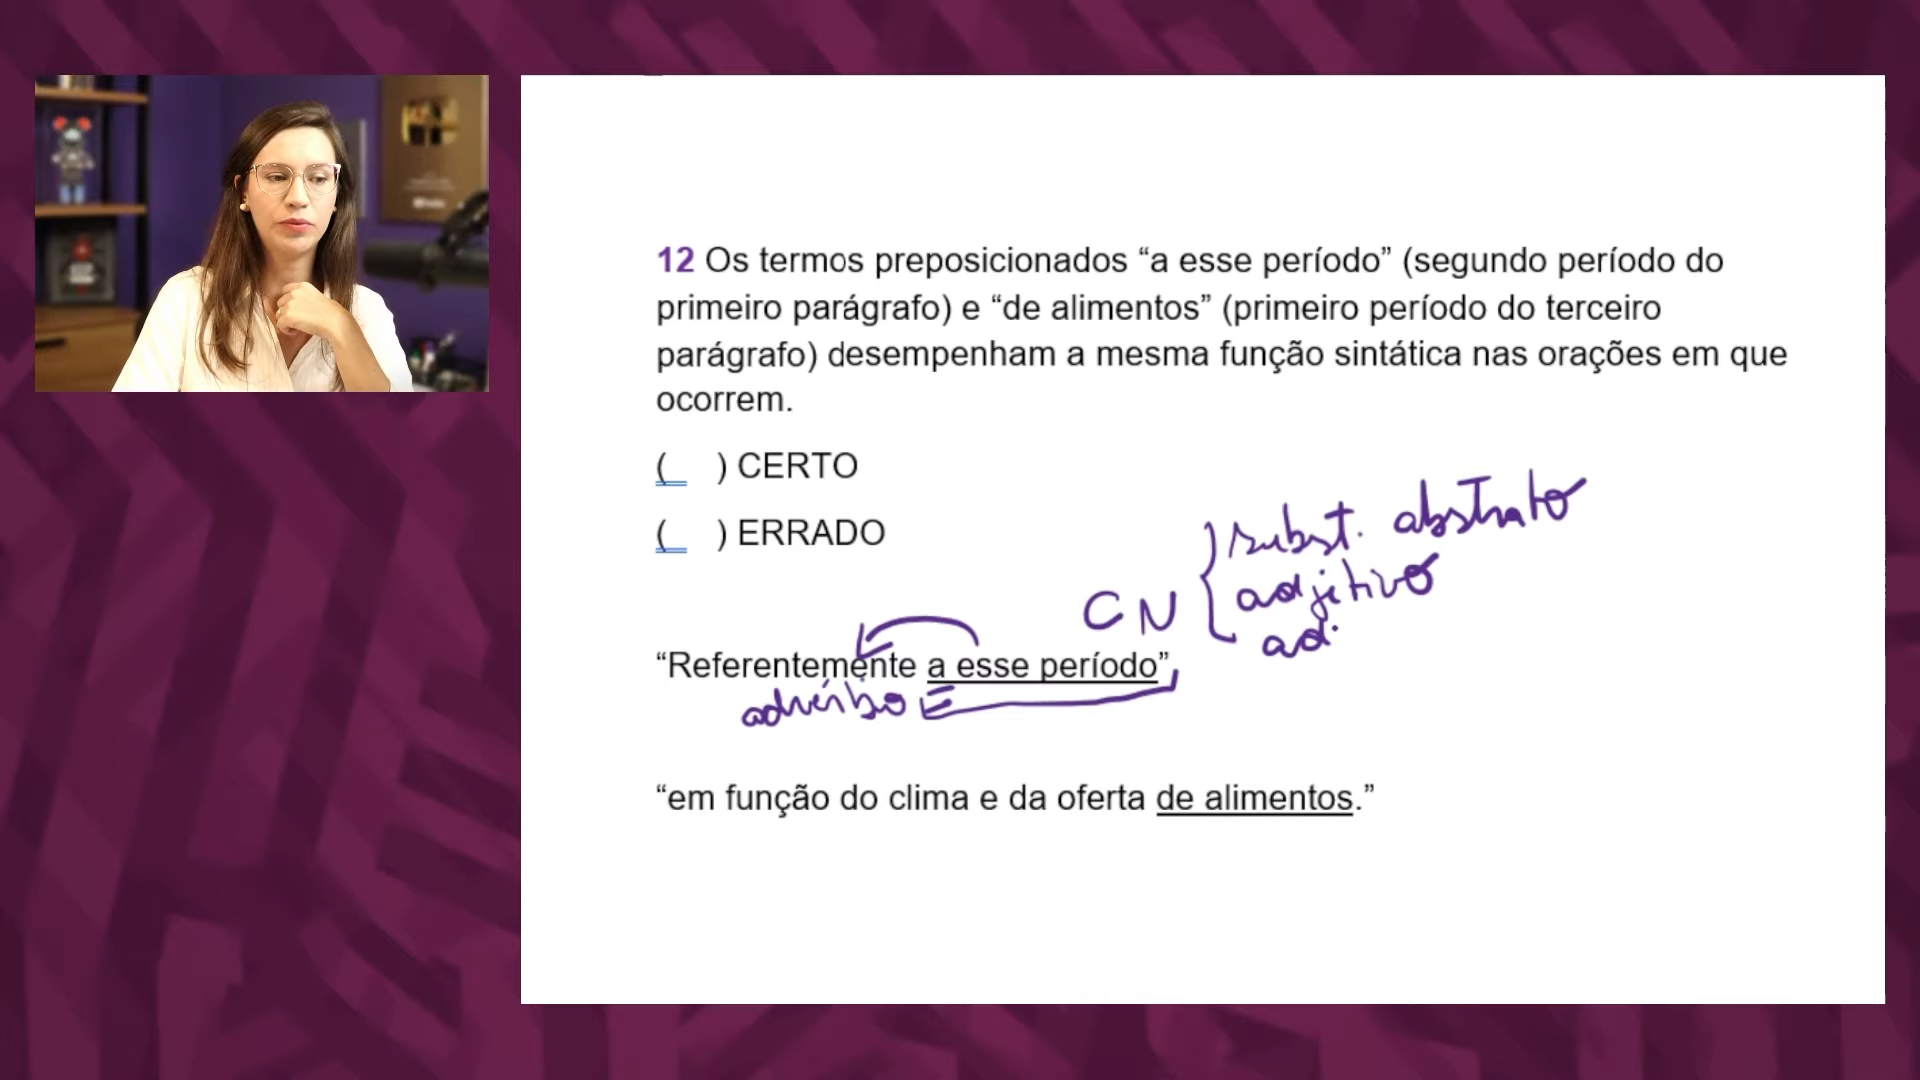 12 Os termos preposicionados “a esse período” (segundo período do
primeiro parágrafo) e “de alimentos” (primeiro período do terceiro
parágrafo) desempenham a mesma função sintática nas orações em que
ocorrem.
( ) CERTO
( ) ERRADO
subst. abstrato
CN { adjetivo
ad
“Referentemente a esse período”
advérbio
“em função do clima e da oferta de alimentos.”